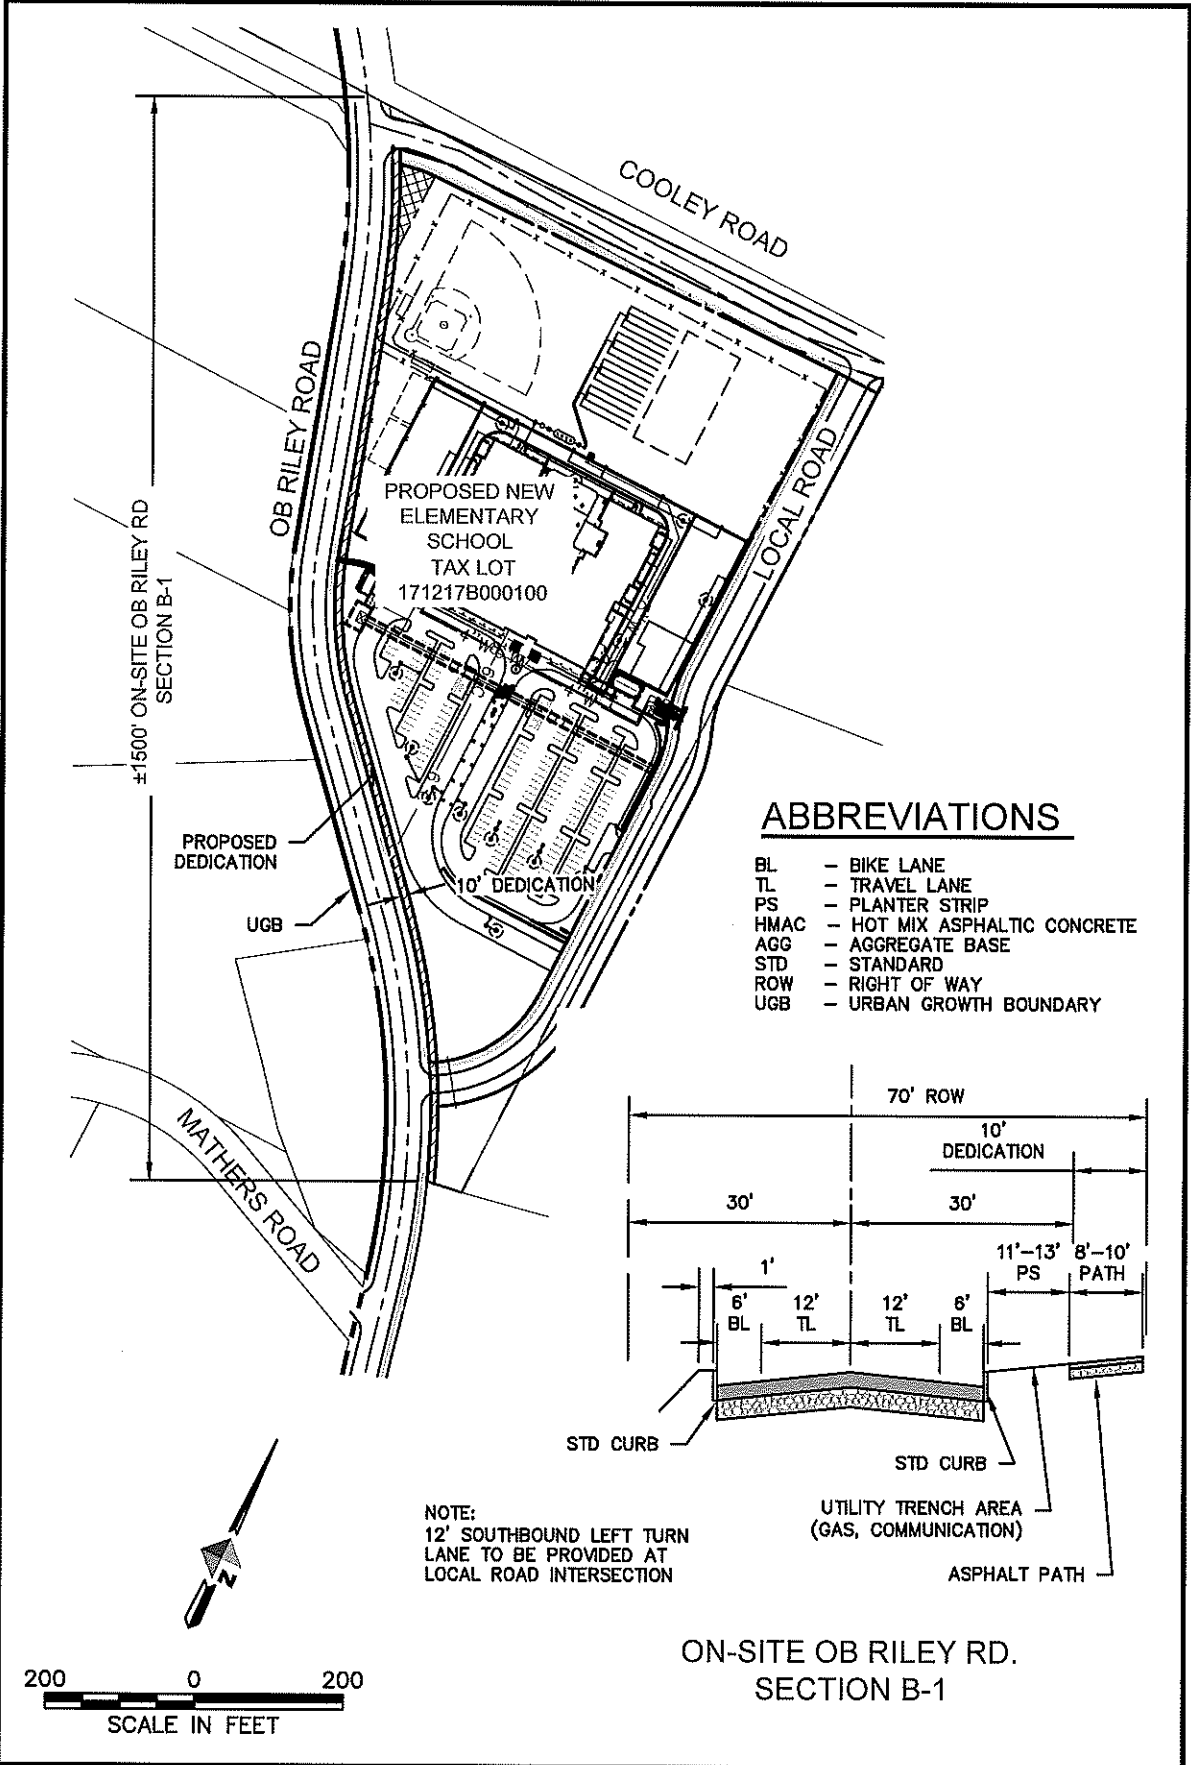 COOLEY ROAD
OB RILEY ROAD
LOCAL ROAD
±1500' ON-SITE OB RILEY RD
SECTION B-1
PROPOSED NEW
ELEMENTARY
SCHOOL
TAX LOT
171217B000100
PROPOSED
DEDICATION
10' DEDICATION
UGB
MATHERS ROAD
ABBREVIATIONS
BL – BIKE LANE
TL – TRAVEL LANE
PS – PLANTER STRIP
HMAC – HOT MIX ASPHALTIC CONCRETE
AGG – AGGREGATE BASE
STD – STANDARD
ROW – RIGHT OF WAY
UGB – URBAN GROWTH BOUNDARY
70' ROW
10'
DEDICATION
30'
30'
11'–13'
PS
8'–10'
PATH
1'
6'
BL
12'
TL
12'
TL
6'
BL
STD CURB
STD CURB
UTILITY TRENCH AREA
(GAS, COMMUNICATION)
ASPHALT PATH
NOTE:
12' SOUTHBOUND LEFT TURN
LANE TO BE PROVIDED AT
LOCAL ROAD INTERSECTION
N
200 0 200
SCALE IN FEET
ON-SITE OB RILEY RD.
SECTION B-1